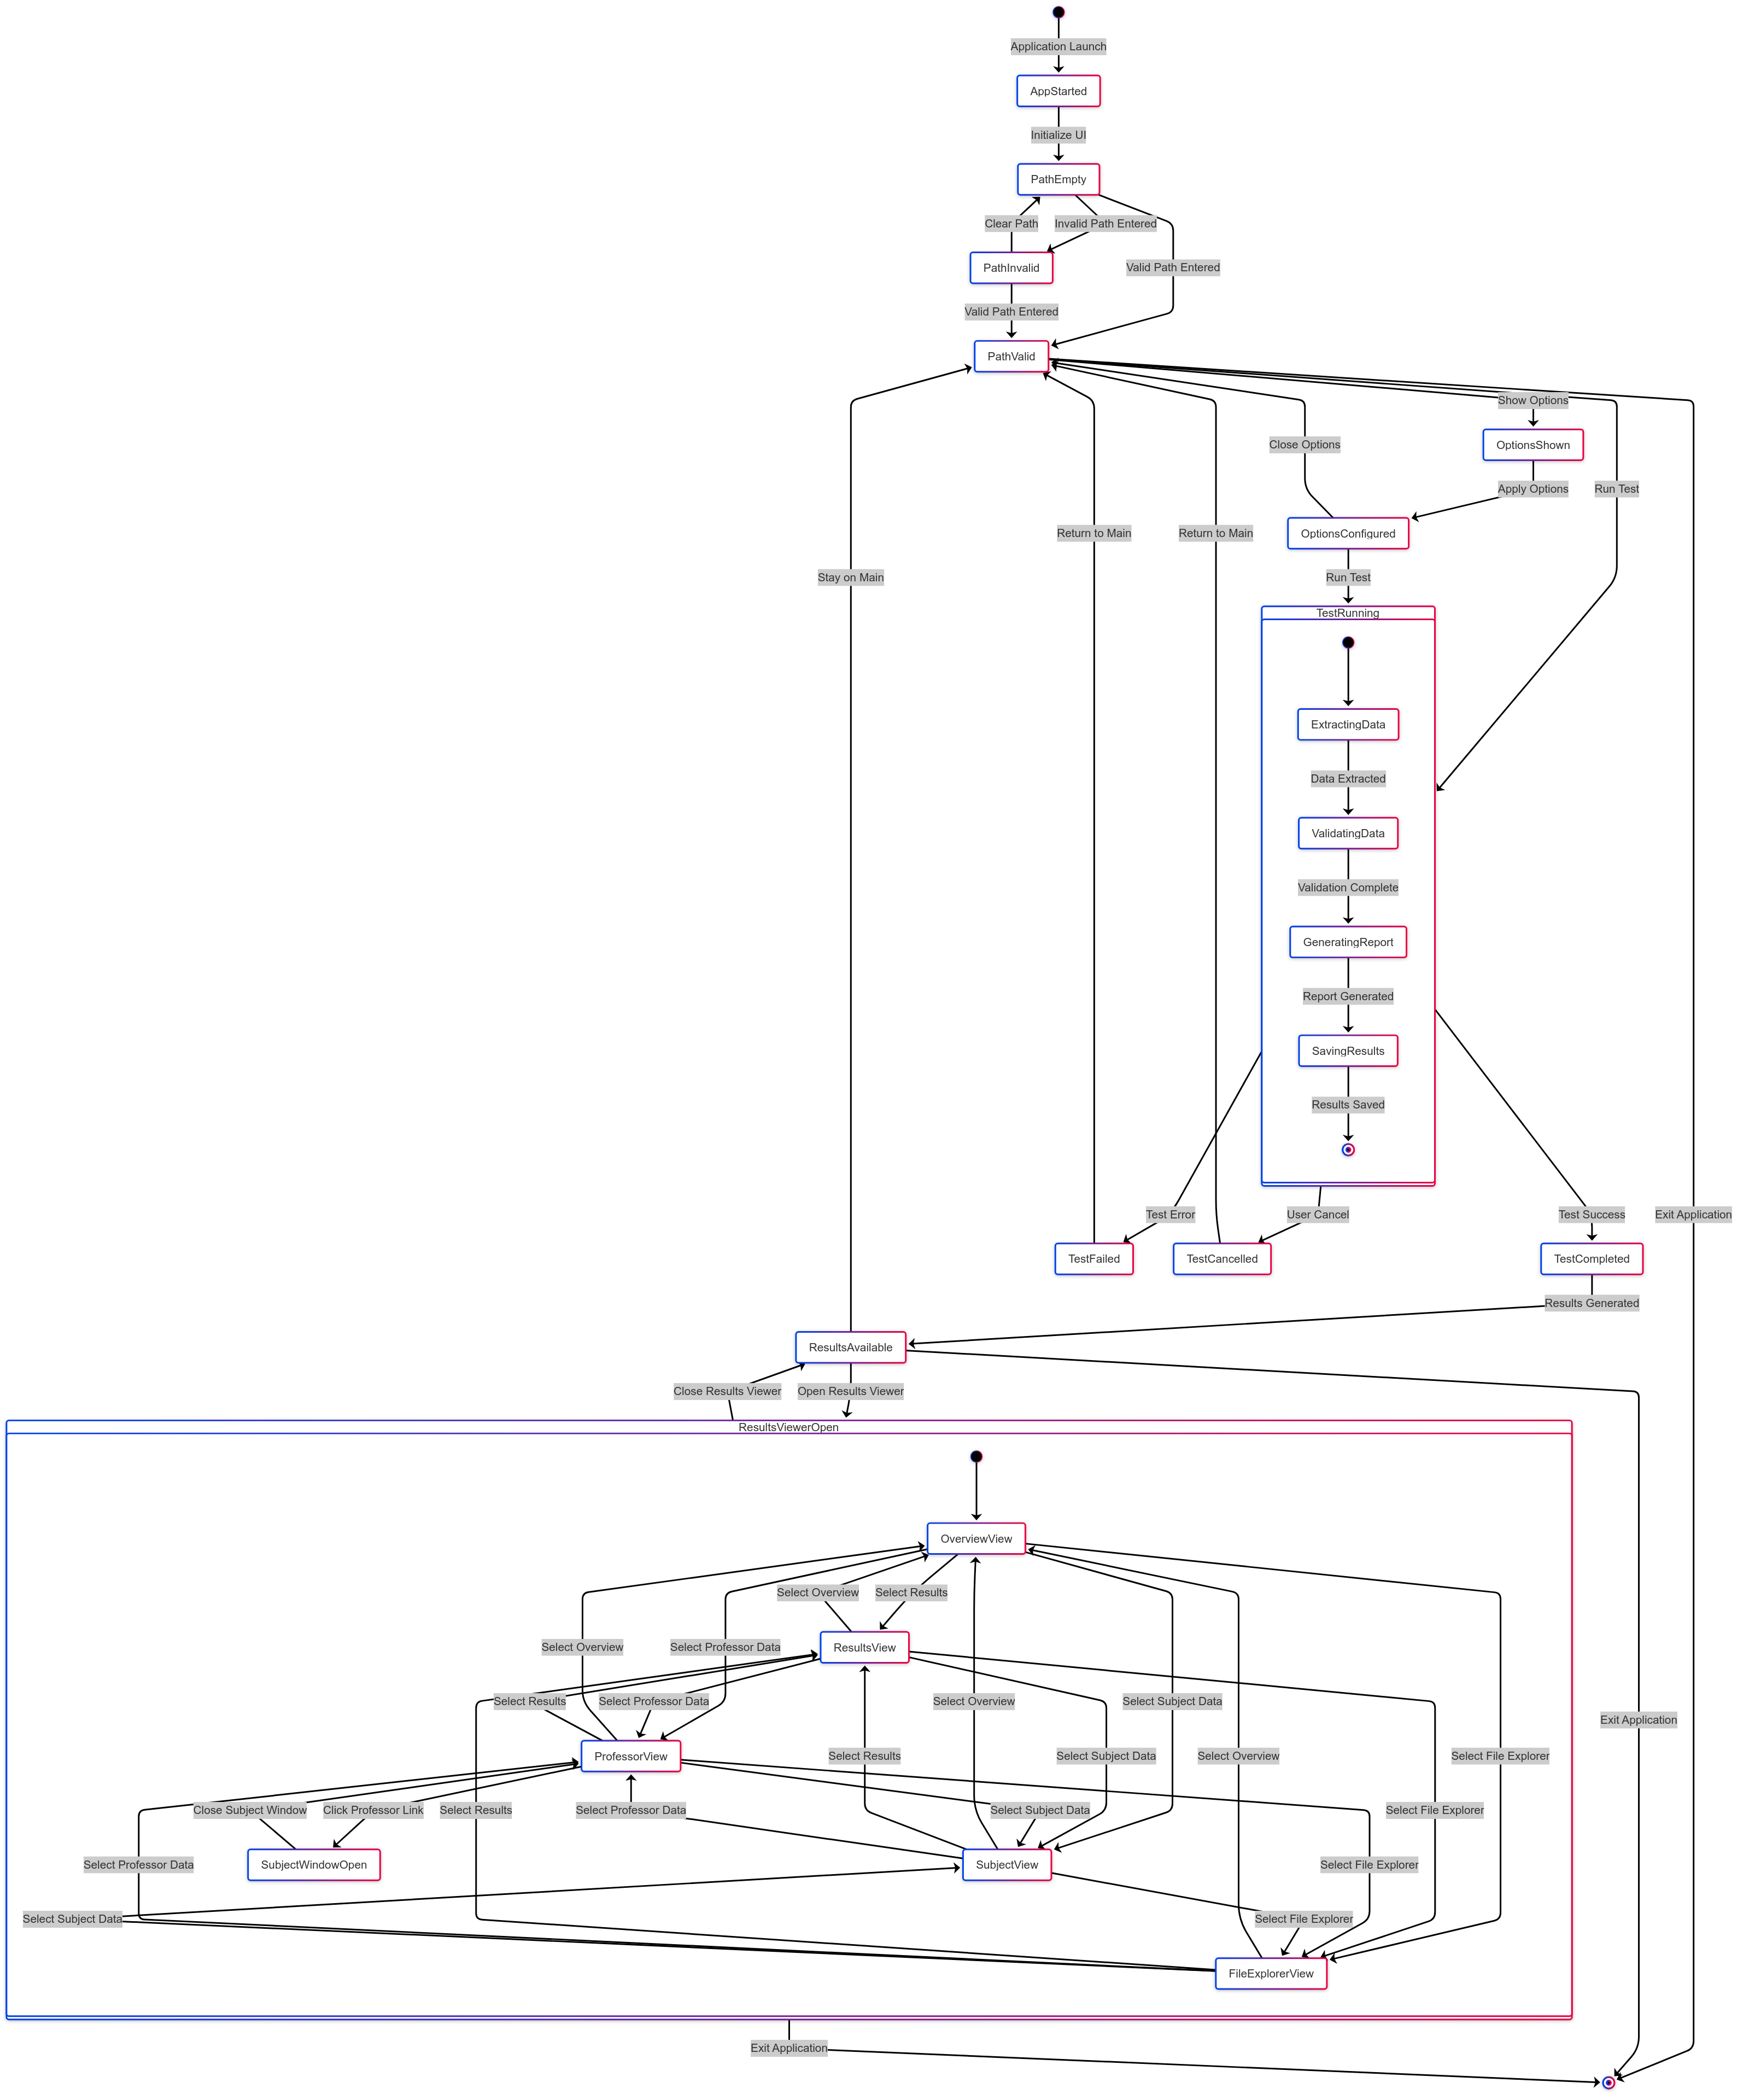 Application Launch
AppStarted
Initialize UI
PathEmpty
Clear Path
Invalid Path Entered
PathInvalid
Valid Path Entered
Valid Path Entered
PathValid
Show Options
Close Options
OptionsShown
Apply Options
Run Test
Return to Main
Return to Main
OptionsConfigured
Stay on Main
Run Test
TestRunning
ExtractingData
Data Extracted
ValidatingData
Validation Complete
GeneratingReport
Report Generated
SavingResults
Results Saved
Test Error
User Cancel
Test Success
Exit Application
TestFailed
TestCancelled
TestCompleted
Results Generated
ResultsAvailable
Close Results Viewer
Open Results Viewer
ResultsViewerOpen
OverviewView
Select Overview
Select Results
Select Overview
Select Professor Data
ResultsView
Select Results
Select Professor Data
Select Overview
Select Subject Data
Exit Application
ProfessorView
Select Results
Select Subject Data
Select Overview
Select File Explorer
Close Subject Window
Click Professor Link
Select Results
Select Professor Data
Select Subject Data
Select File Explorer
Select Professor Data
SubjectWindowOpen
SubjectView
Select File Explorer
Select Subject Data
Select File Explorer
FileExplorerView
Exit Application